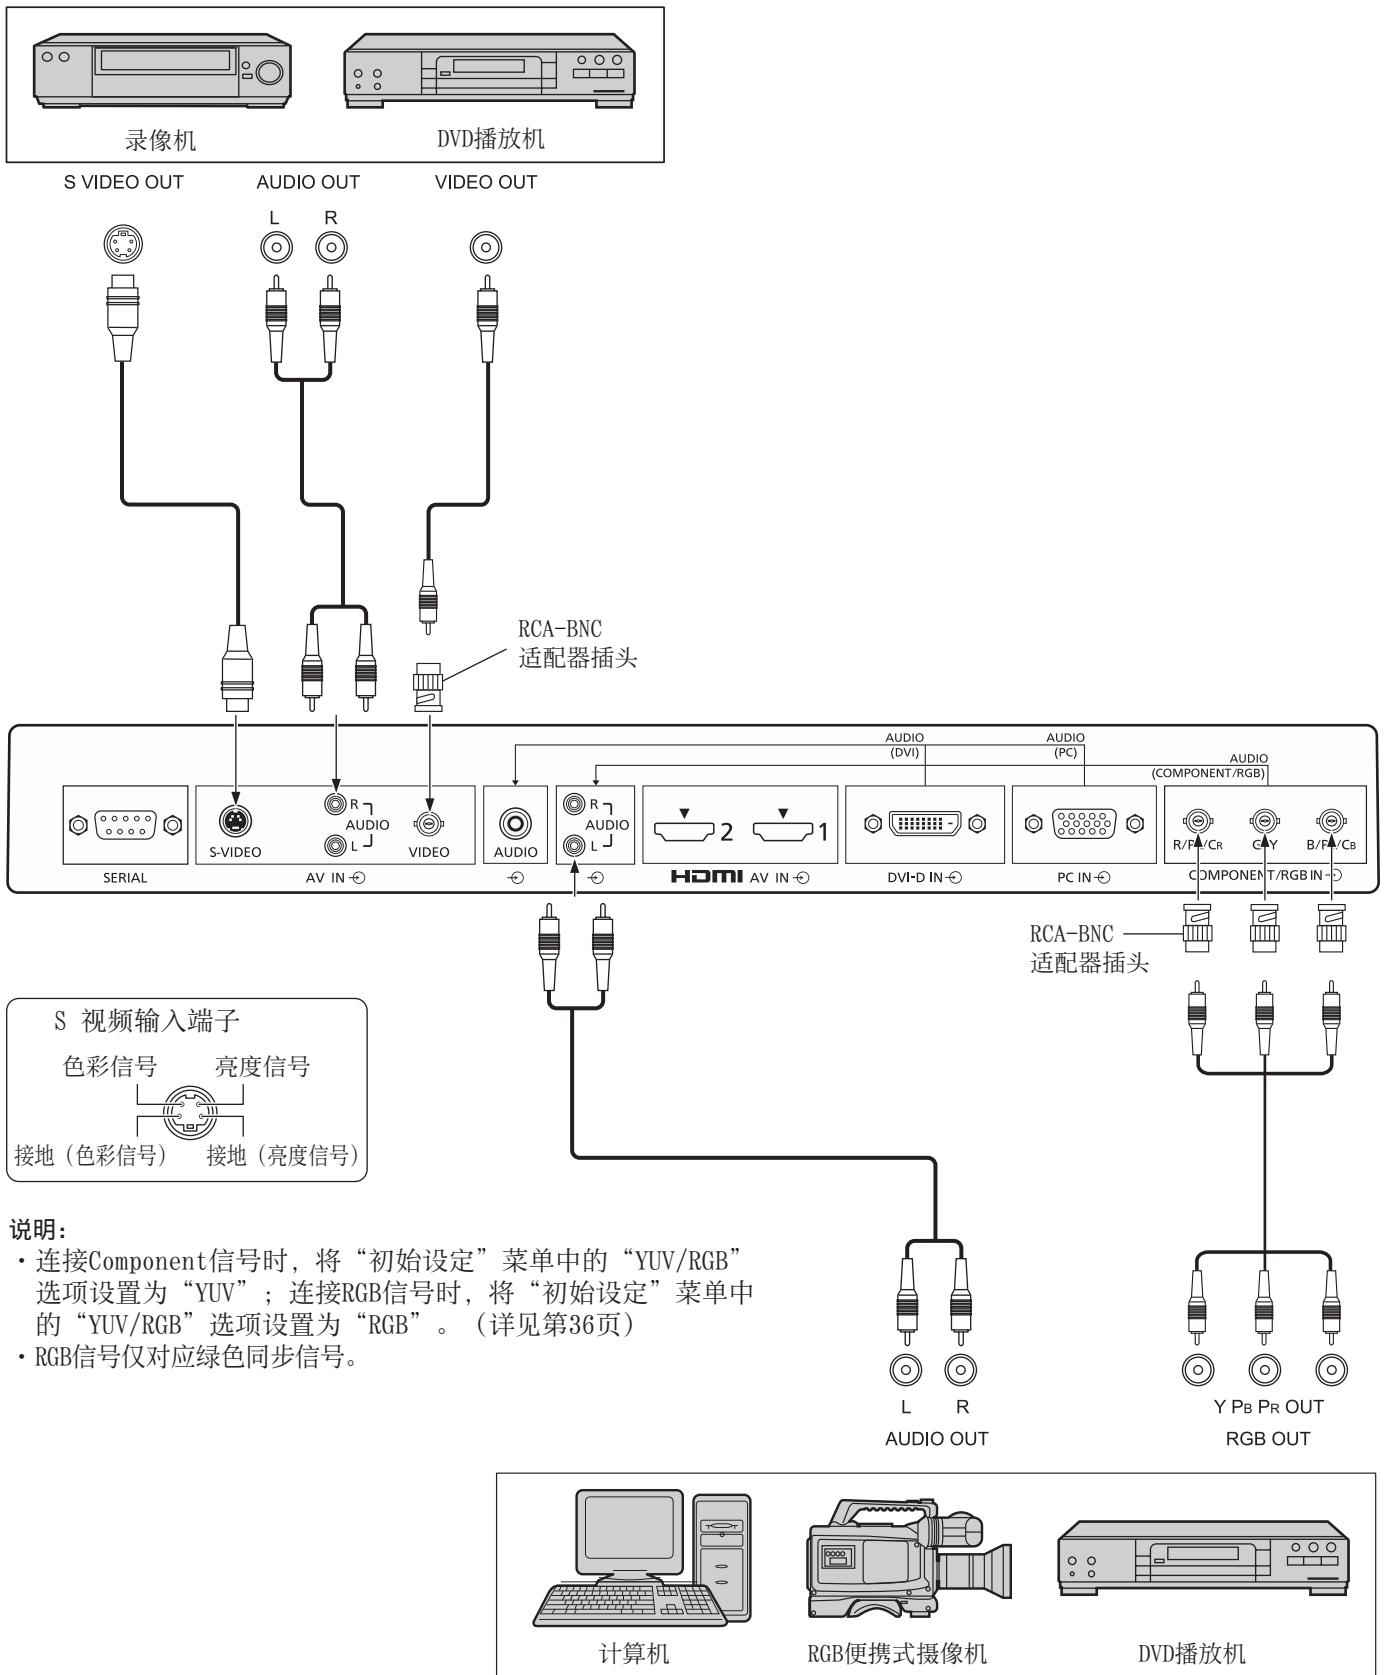 录像机
DVD播放机
S VIDEO OUT
AUDIO OUT
VIDEO OUT
L
R
RCA-BNC
适配器插头
AUDIO
(DVI)
AUDIO
(PC)
AUDIO
(COMPONENT/RGB)
R
AUDIO
L
S-VIDEO
VIDEO
AUDIO
R
AUDIO
L
2
1
R/PR/CR
G/Y
B/PB/CB
SERIAL
AV IN
HDMI AV IN
DVI-D IN
PC IN
COMPONENT/RGB IN
RCA-BNC
适配器插头
S 视频输入端子
色彩信号
亮度信号
接地（色彩信号）
接地（亮度信号）
说明：
・连接Component信号时，将“初始设定”菜单中的“YUV/RGB”
选项设置为“YUV”；连接RGB信号时，将“初始设定”菜单中
的“YUV/RGB”选项设置为“RGB”。（详见第36页）
・RGB信号仅对应绿色同步信号。
L
R
AUDIO OUT
Y PB PR OUT
RGB OUT
计算机
RGB便携式摄像机
DVD播放机